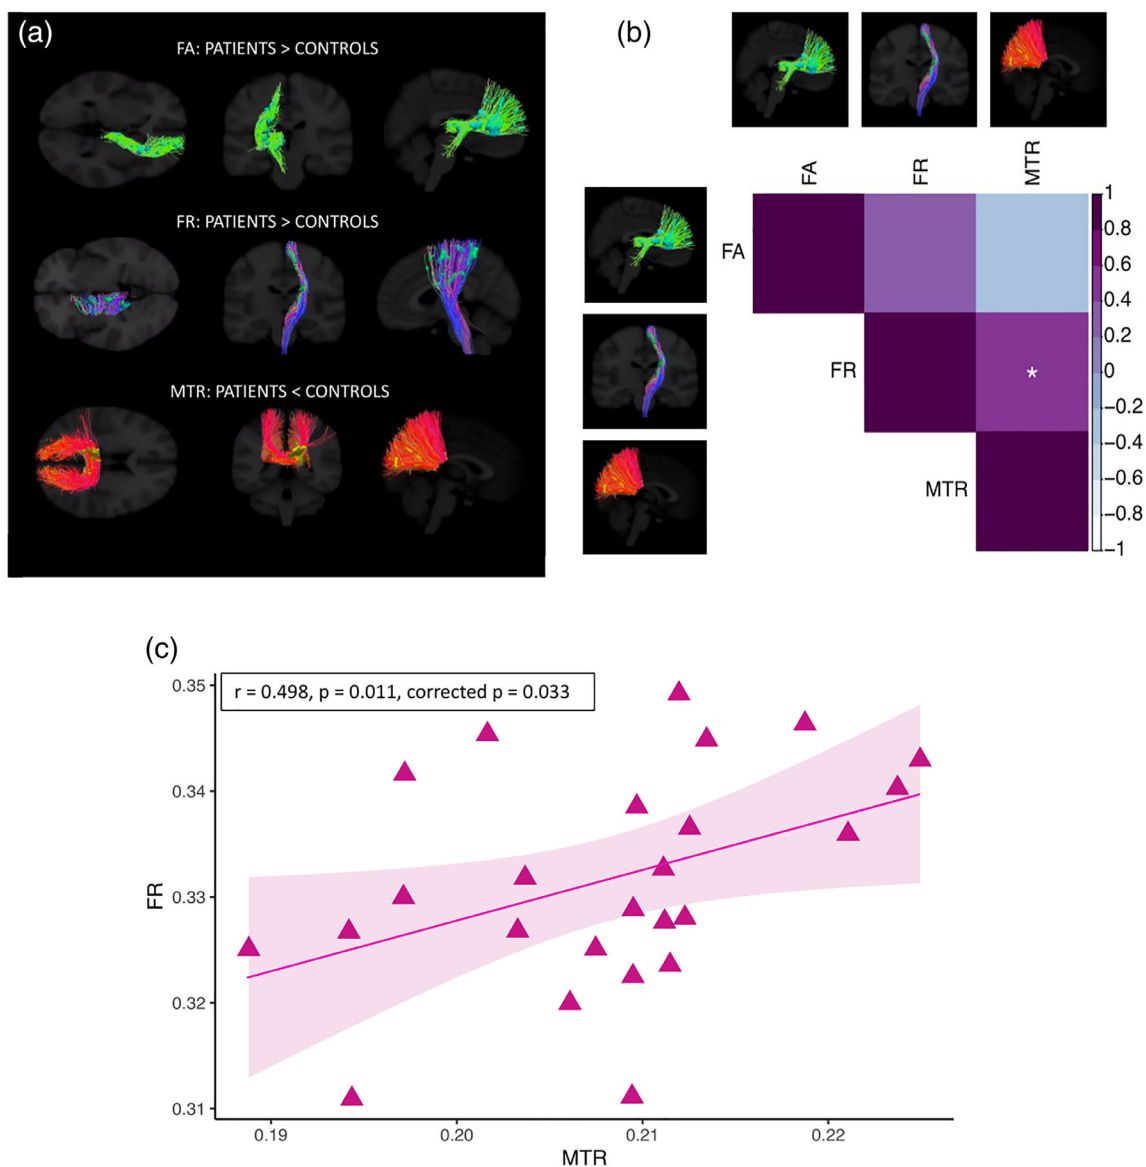 (a)
FA: PATIENTS > CONTROLS
FR: PATIENTS > CONTROLS
MTR: PATIENTS < CONTROLS
(b)
FA
FR
MTR
FA
FR
*
MTR
1
0.8
0.6
0.4
0.2
0
−0.2
−0.4
−0.6
−0.8
−1
(c)
r = 0.498, p = 0.011, corrected p = 0.033
FR
0.35
0.34
0.33
0.32
0.31
0.19 0.20 0.21 0.22
MTR